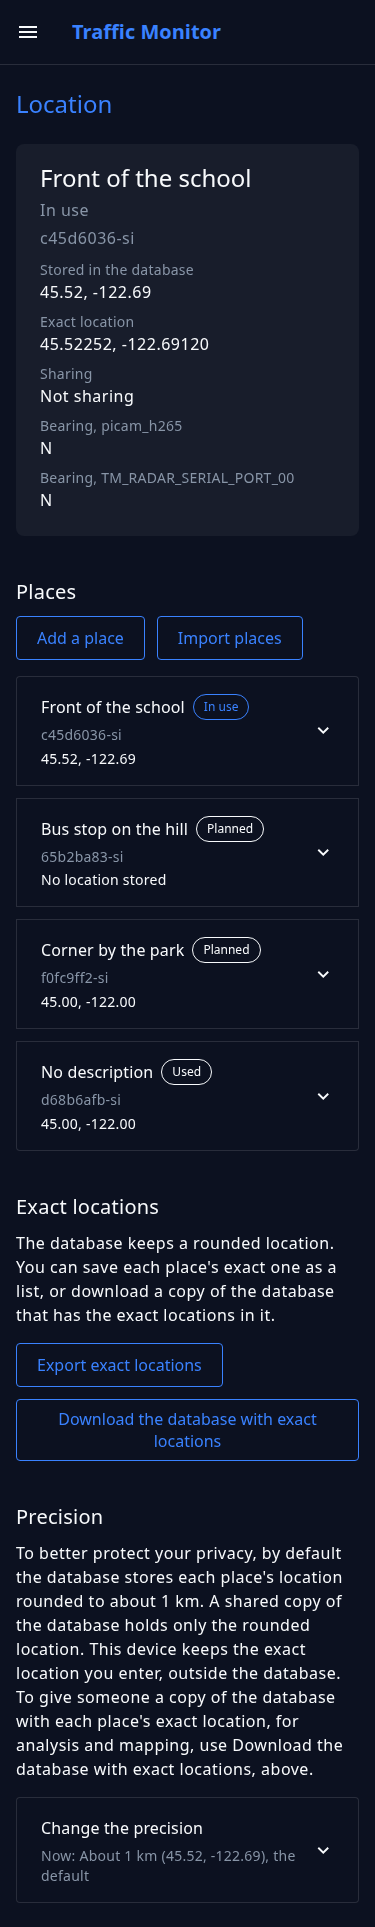 Traffic Monitor
Location
Front of the school
In use
c45d6036-si
Stored in the database
45.52, -122.69
Exact location
45.52252, -122.69120
Sharing
Not sharing
Bearing, picam_h265
N
Bearing, TM_RADAR_SERIAL_PORT_00
N
Places
Add a place
Import places
Front of the school In use
c45d6036-si
45.52, -122.69
Bus stop on the hill Planned
65b2ba83-si
No location stored
Corner by the park Planned
f0fc9ff2-si
45.00, -122.00
No description Used
d68b6afb-si
45.00, -122.00
Exact locations
The database keeps a rounded location.
You can save each place's exact one as a
list, or download a copy of the database
that has the exact locations in it.
Export exact locations
Download the database with exact
locations
Precision
To better protect your privacy, by default
the database stores each place's location
rounded to about 1 km. A shared copy of
the database holds only the rounded
location. This device keeps the exact
location you enter, outside the database.
To give someone a copy of the database
with each place's exact location, for
analysis and mapping, use Download the
database with exact locations, above.
Change the precision
Now: About 1 km (45.52, -122.69), the
default